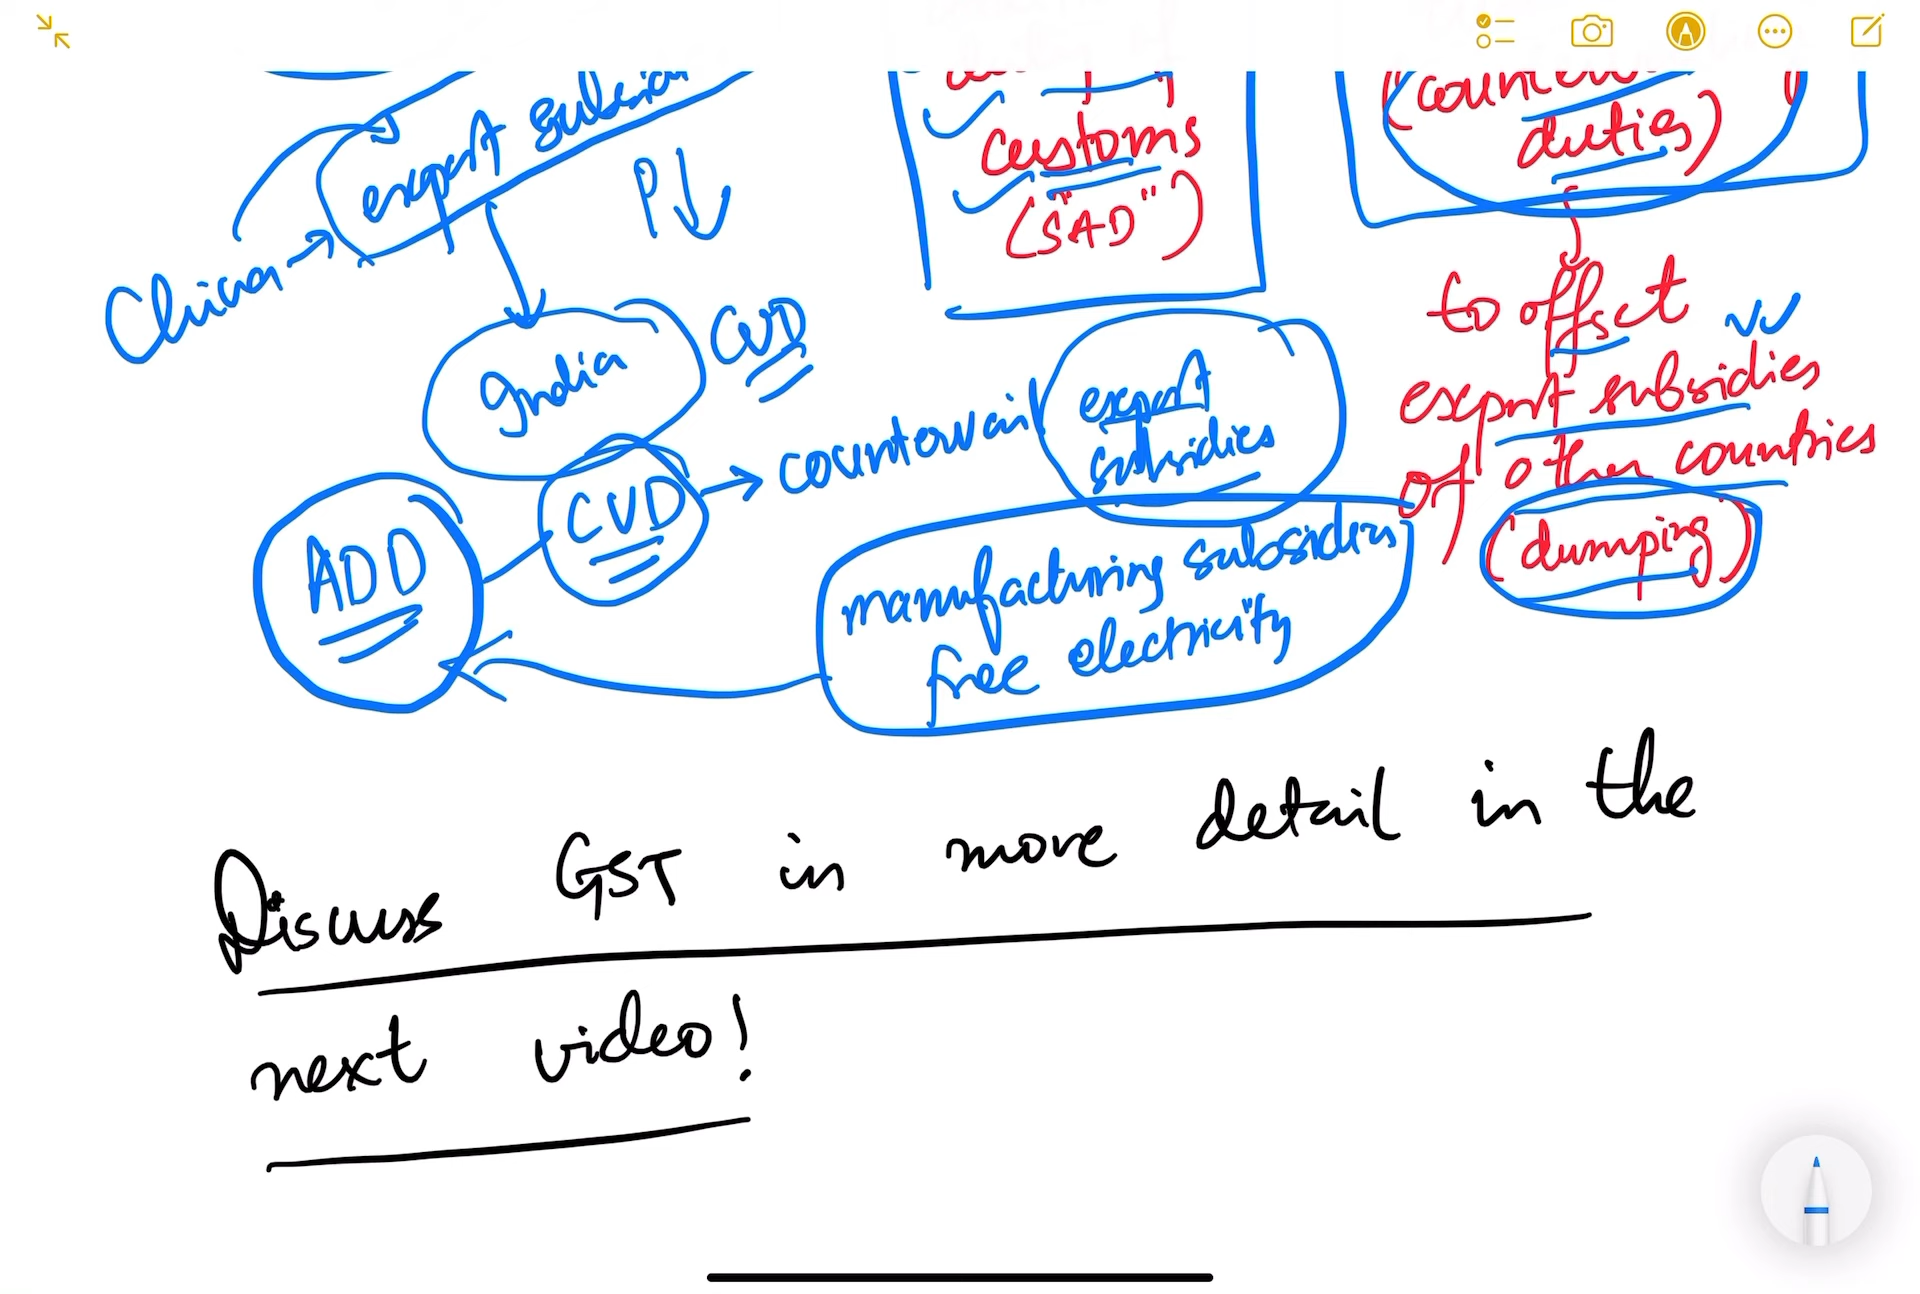 export
China →
P↓
India
CVD
ADD
CVD → countervail
export
subsidies
manufacturing subsidies
free electricity
customs
("SAD")
duties)
to offset
export subsidies
of other countries
(dumping)
Discuss GST in more detail in the
next video!